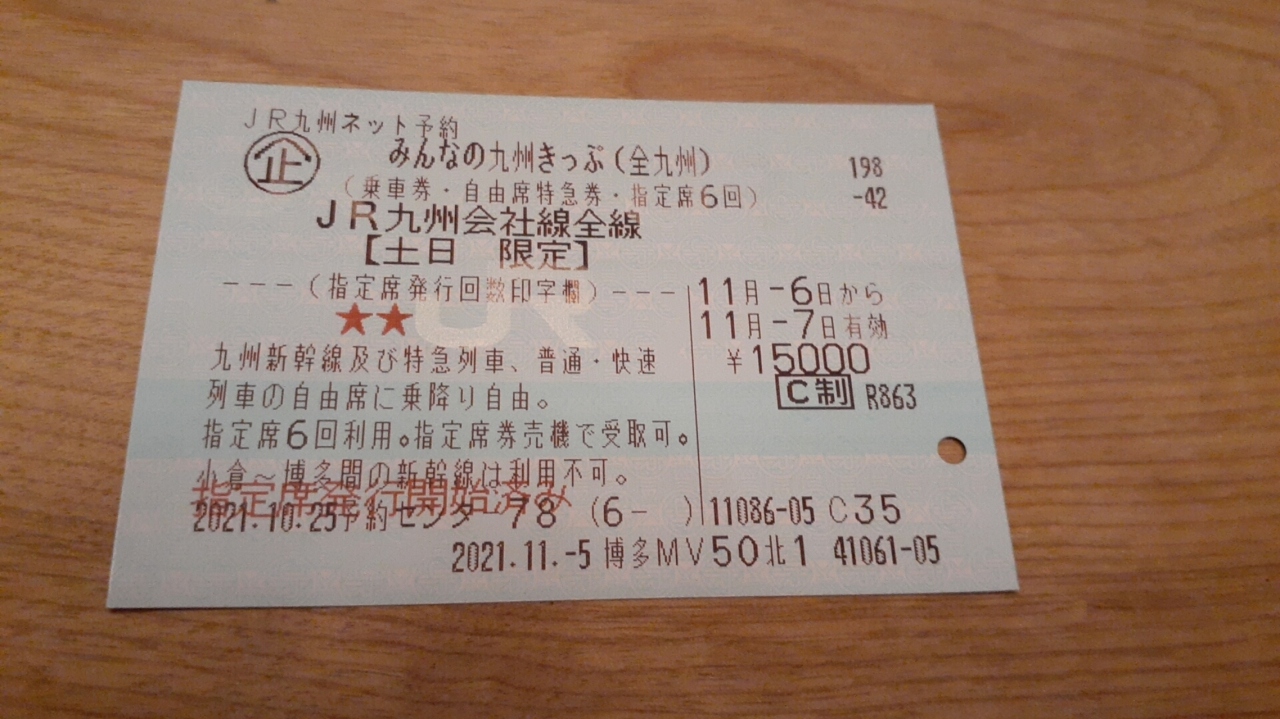 JR九州ネット予約
企
みんなの九州きっぷ(全九州)
198
(乗車券・自由席特急券・指定席6回)
-42
JR九州会社線全線
【土日 限定】
---(指定席発行回数印字欄)---
11月-6日から
★★
11月-7日有効
九州新幹線及び特急列車、普通・快速
¥15000
列車の自由席に乗降り自由。
C制 R863
指定席6回利用。指定席券売機で受取可。
小倉~博多間の新幹線は利用不可。
指定席発行開始済み
2021.10.25予約センター 78 (6- )
11086-05 C35
2021.11.-5 博多MV50北1 41061-05
JR